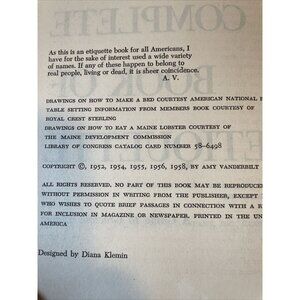 COMPLETE
BOOK OF
As this is an etiquette book for all Americans, I
have for the sake of interest used a wide variety
of names. If any of these happen to belong to
real people, living or dead, it is sheer coincidence.
A. V.
DRAWINGS ON HOW TO MAKE A BED COURTESY AMERICAN NATIONAL
TABLE SETTING INFORMATION FROM MEMBERS BOOK COURTESY OF
ROYAL CREST STERLING
DRAWINGS ON HOW TO EAT A MAINE LOBSTER COURTESY OF
THE MAINE DEVELOPMENT COMMISSION
LIBRARY OF CONGRESS CATALOG CARD NUMBER 58-6498
COPYRIGHT ©, 1952, 1954, 1955, 1956, 1958, BY AMY VANDERBILT
ALL RIGHTS RESERVED. NO PART OF THIS BOOK MAY BE REPRODUCE
WITHOUT PERMISSION IN WRITING FROM THE PUBLISHER, EXCEPT
WHO WISHES TO QUOTE BRIEF PASSAGES IN CONNECTION WITH A R
FOR INCLUSION IN MAGAZINE OR NEWSPAPER. PRINTED IN THE UN
AMERICA
Designed by Diana Klemin